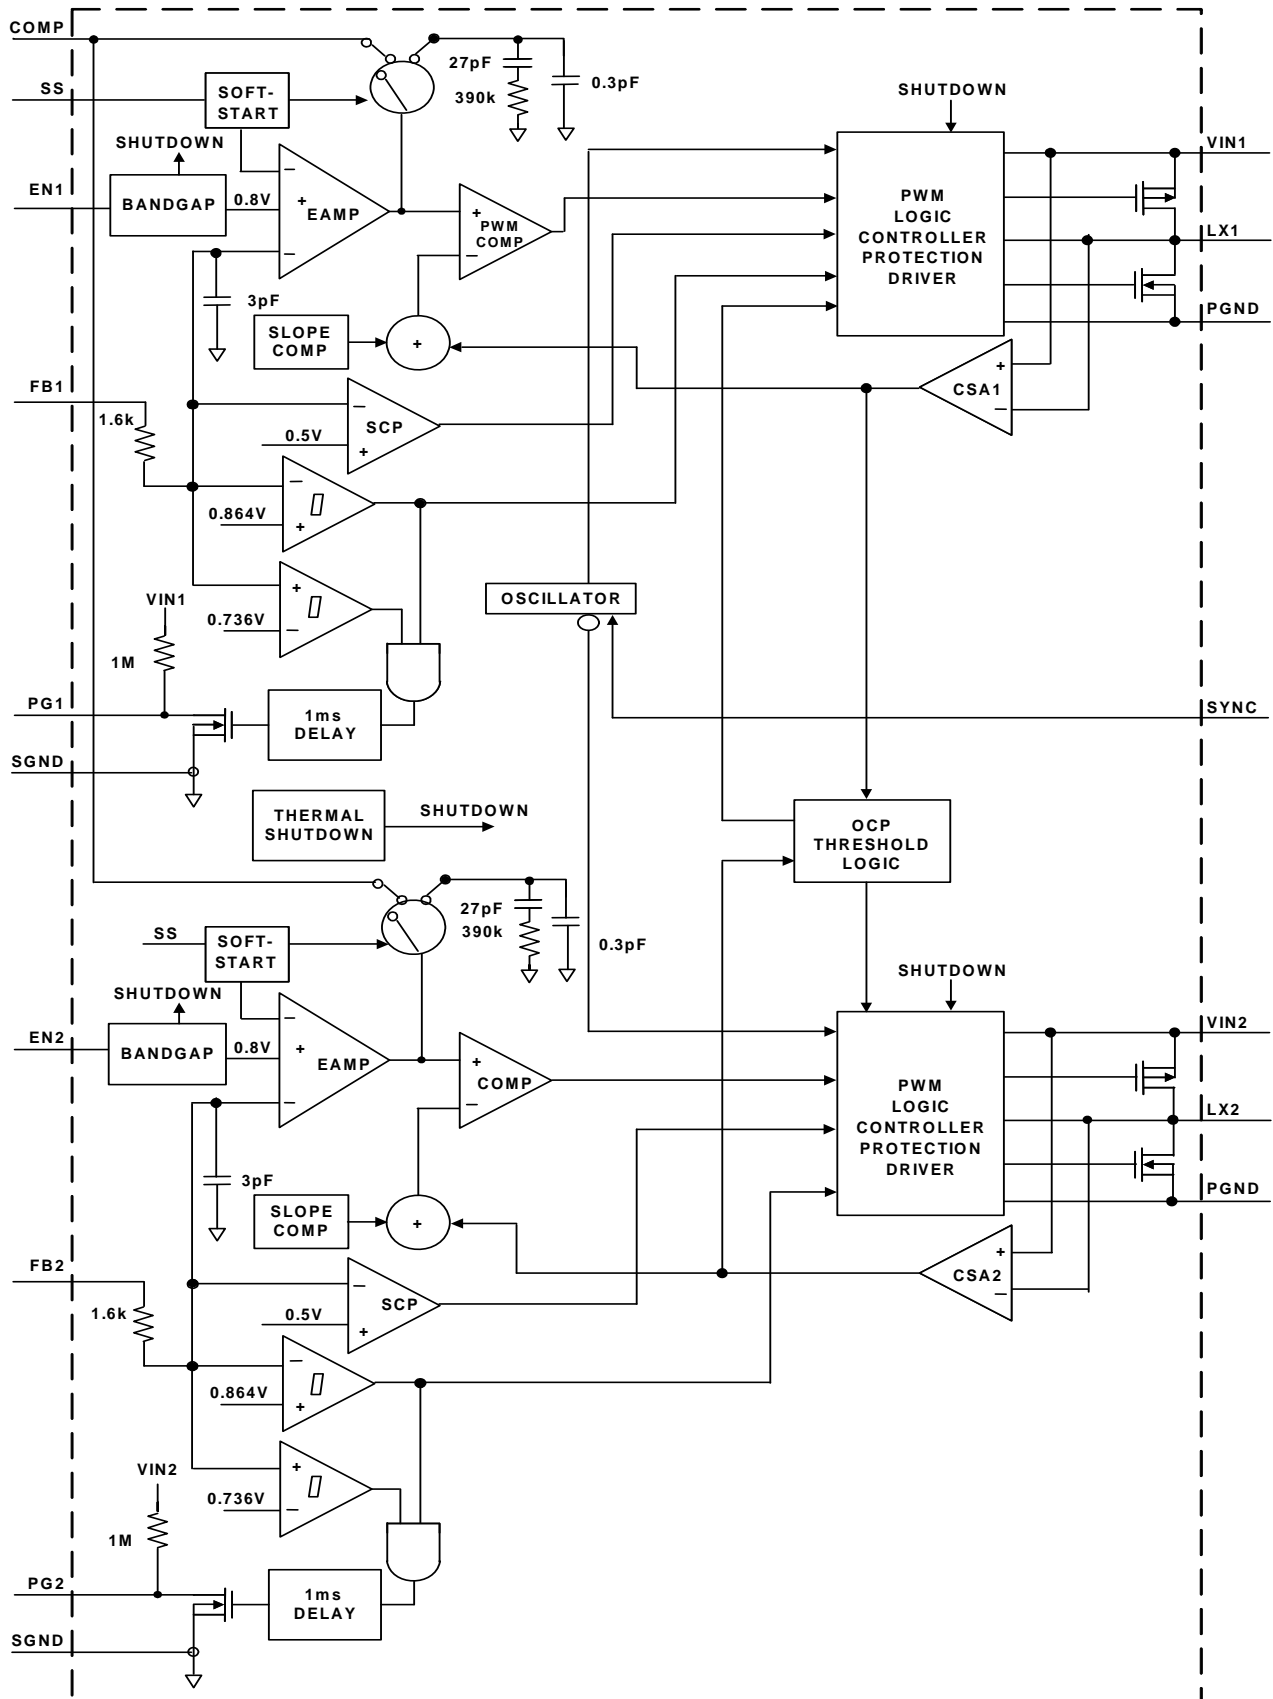 COMP
27pF
0.3pF
SS
SOFT-
START
390k
SHUTDOWN
SHUTDOWN
VIN1
EN1
BANDGAP
0.8V
−
+
EAMP
−
+
PWM
COMP
−
PWM
LOGIC
CONTROLLER
PROTECTION
DRIVER
LX1
3pF
SLOPE
COMP
+
PGND
FB1
1.6k
−
SCP
0.5V
+
+
CSA1
−
−
0.864V
+
VIN1
+
0.736V
−
OSCILLATOR
1M
PG1
1ms
DELAY
SYNC
SGND
THERMAL
SHUTDOWN
SHUTDOWN
OCP
THRESHOLD
LOGIC
27pF
390k
0.3pF
SS
SOFT-
START
SHUTDOWN
SHUTDOWN
VIN2
EN2
BANDGAP
0.8V
−
+
EAMP
−
+
COMP
−
PWM
LOGIC
CONTROLLER
PROTECTION
DRIVER
LX2
3pF
SLOPE
COMP
+
PGND
FB2
1.6k
−
SCP
0.5V
+
+
CSA2
−
−
0.864V
+
VIN2
+
0.736V
−
1M
PG2
1ms
DELAY
SGND